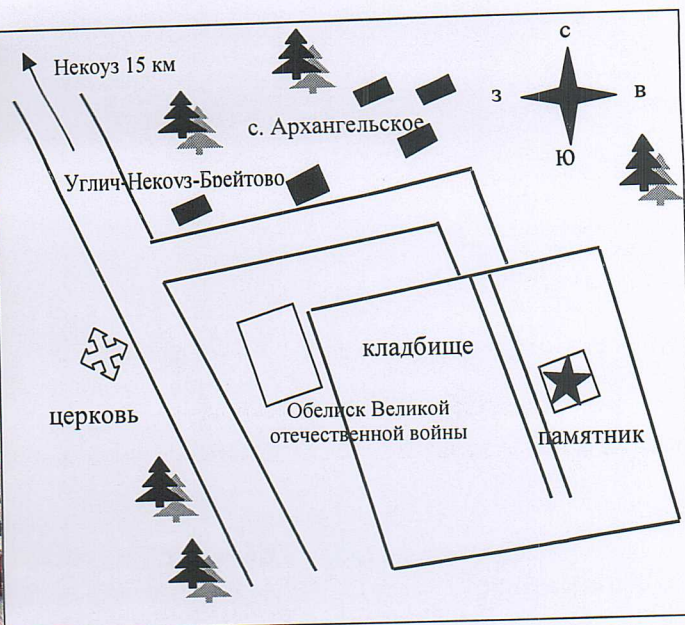 Некоуз 15 км
с
з
в
ю
с. Архангельское
Углич-Некоуз-Брейтово
кладбище
церковь
Обелиск Великой
отечественной войны
памятник